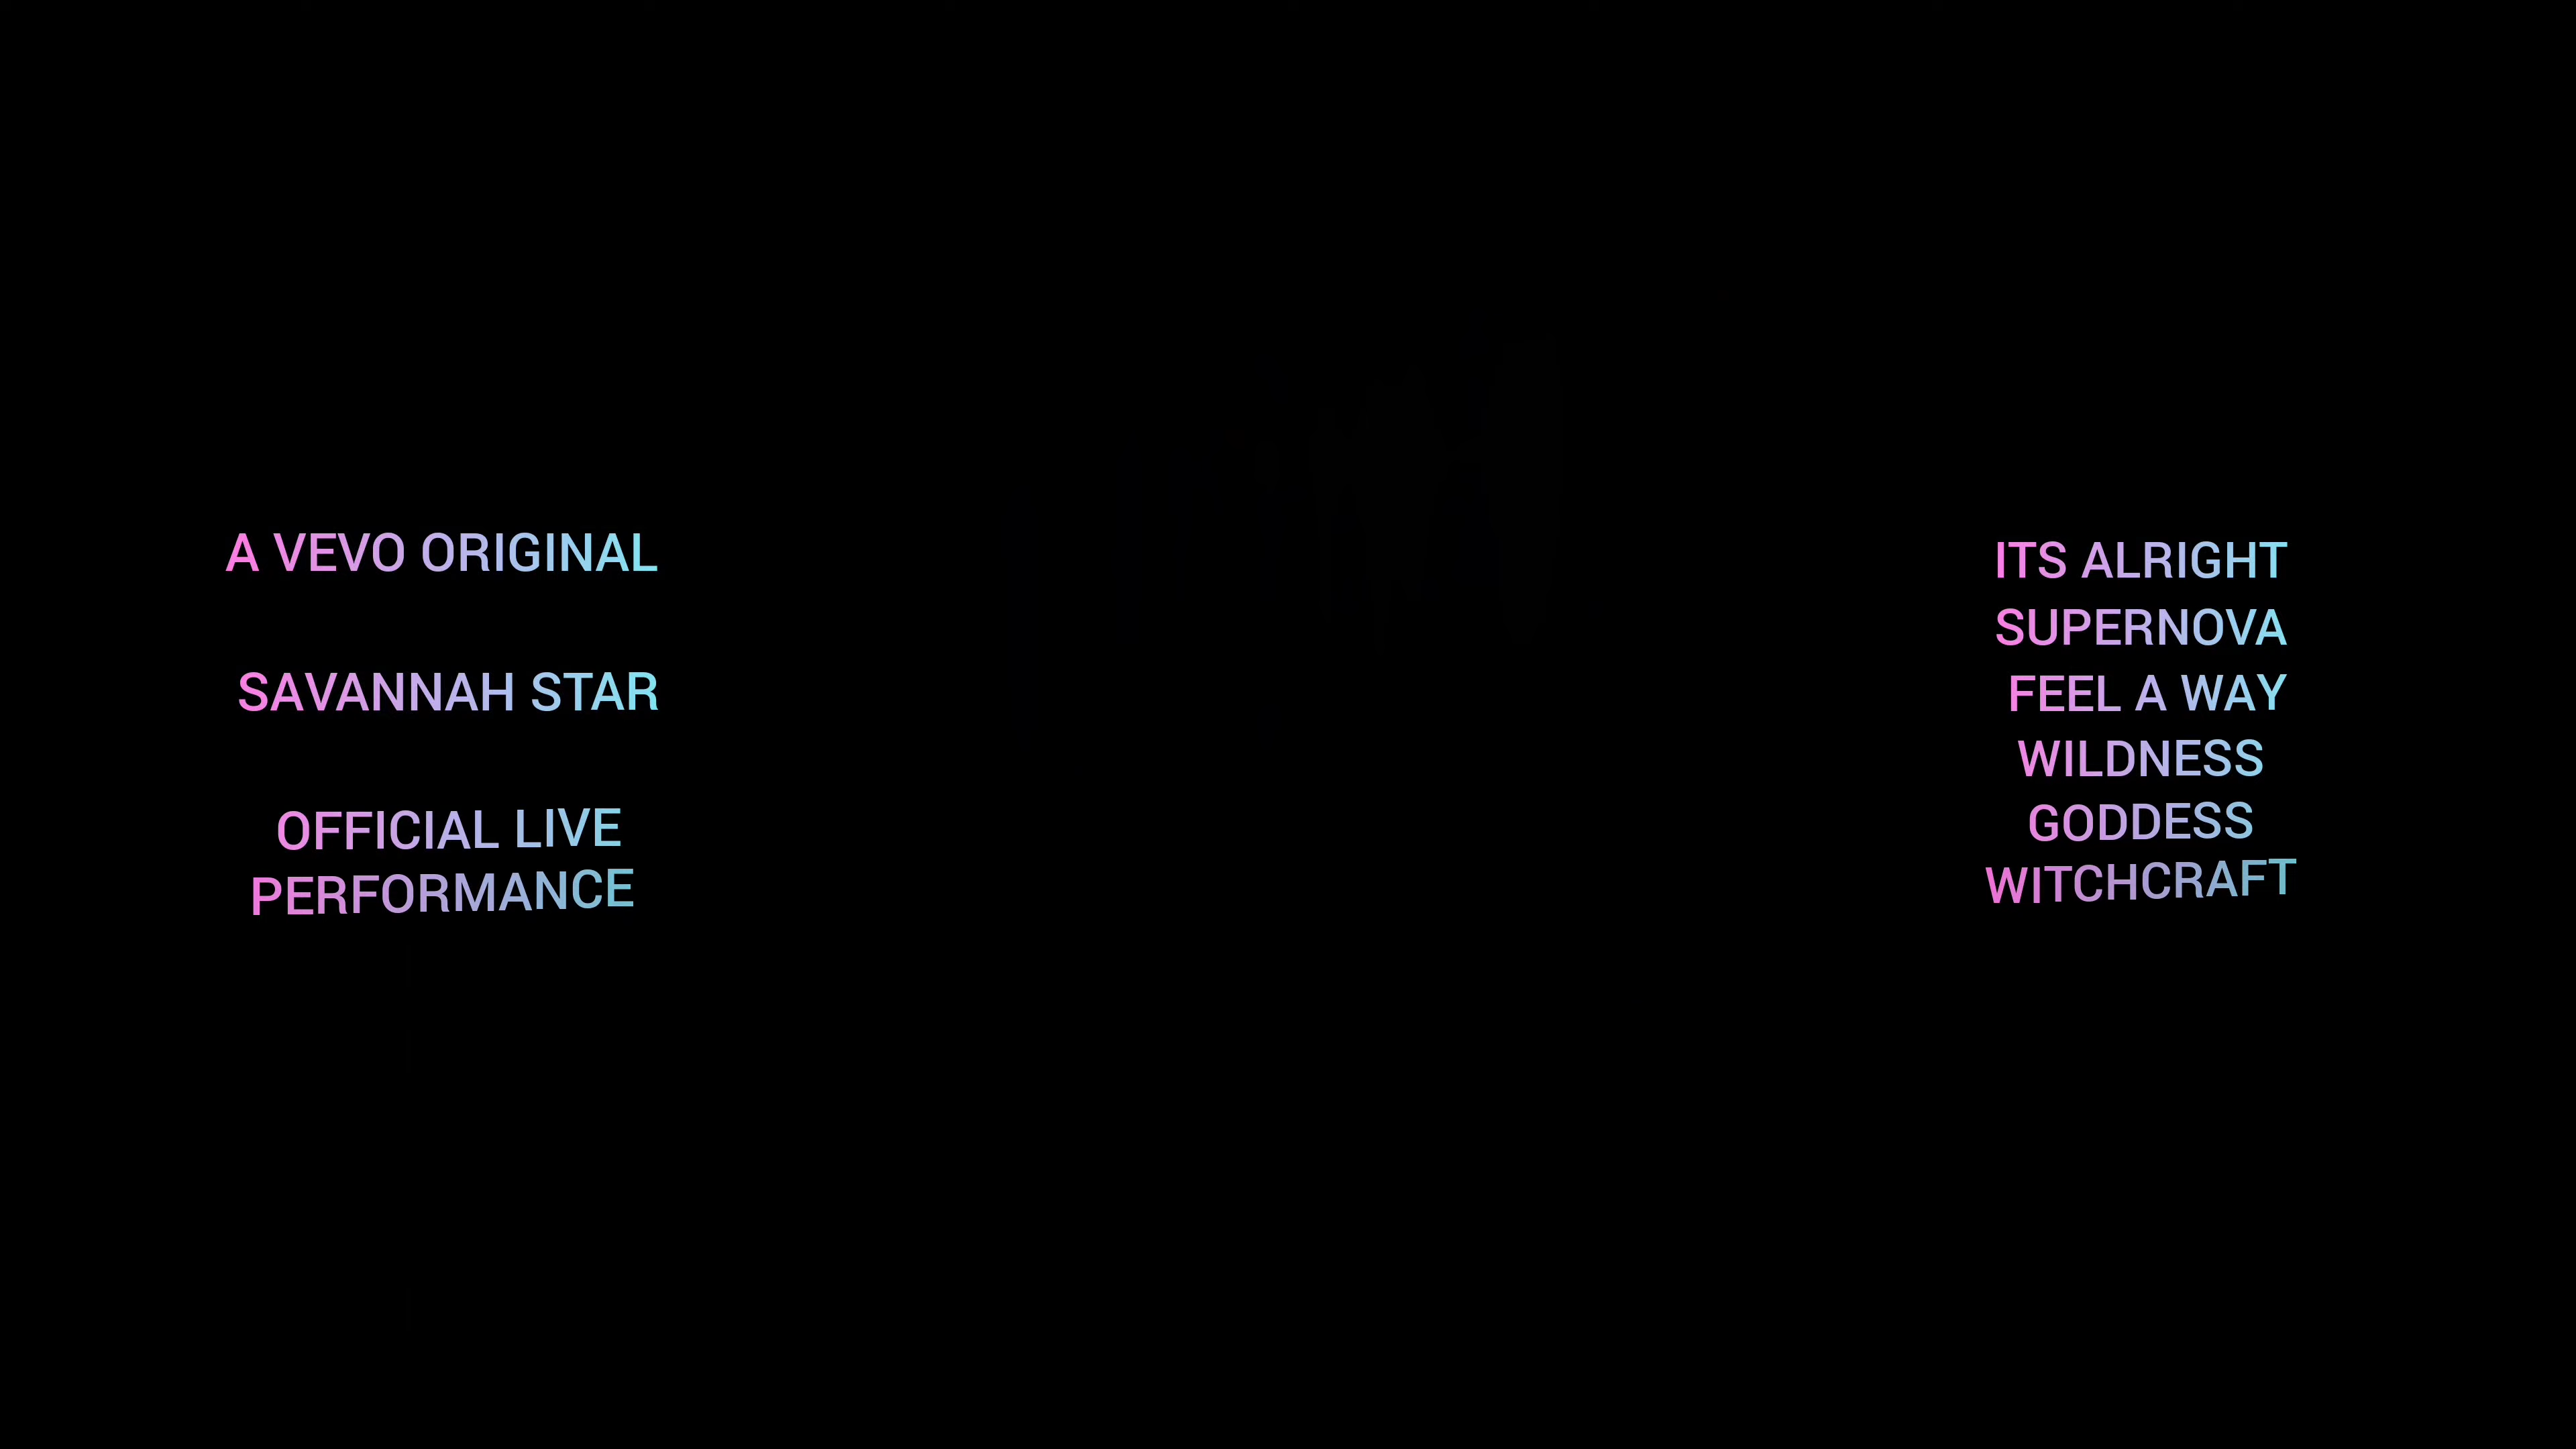 A VEVO ORIGINAL
SAVANNAH STAR
OFFICIAL LIVE
PERFORMANCE
ITS ALRIGHT
SUPERNOVA
FEEL A WAY
WILDNESS
GODDESS
WITCHCRAFT